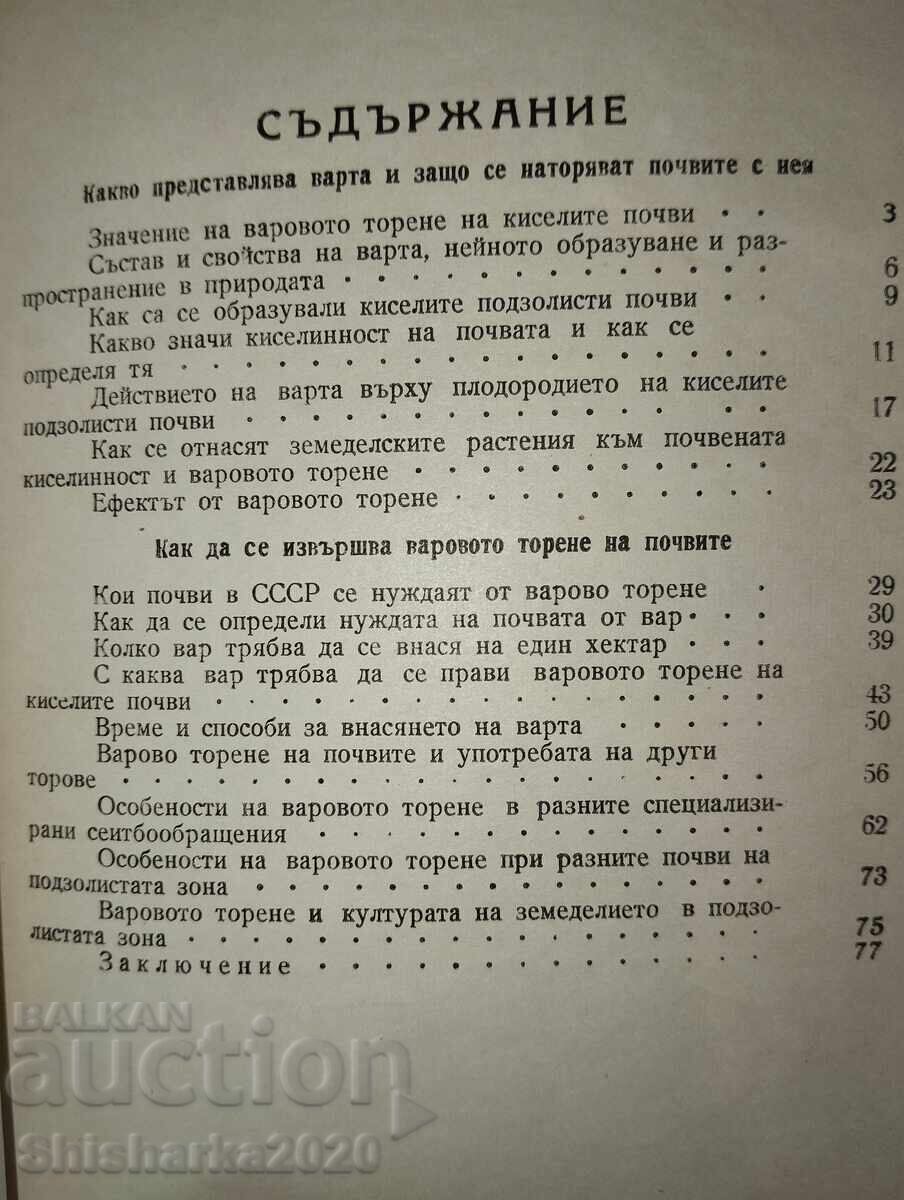 СЪДЪРЖАНИЕ
Какво представлява варта и защо се наторяват почвите с нея
Значение на варовото торене на киселите почви · · 3
Състав и свойства на варта, нейното образуване и раз-
пространение в природата · · · · · · · · · · · · · 6
Как са се образували киселите подзолисти почви · · 9
Какво значи киселинност на почвата и как се
определя тя · · · · · · · · · · · · · · · · · 11
Действието на варта върху плодородието на киселите
подзолисти почви · · · · · · · · · · · · · · 17
Как се отнасят земеделските растения към почвената
киселинност и варовото торене · · · · · · · · · · 22
Ефектът от варовото торене · · · · · · · · · 23
Как да се извършва варовото торене на почвите
Кои почви в СССР се нуждаят от варово торене · 29
Как да се определи нуждата на почвата от вар · · · 30
Колко вар трябва да се внася на един хектар · · · 39
С каква вар трябва да се прави варовото торене на
киселите почви · · · · · · · · · · · · · · · · 43
Време и способи за внасянето на варта · · · · · 50
Варово торене на почвите и употребата на други
торове · · · · · · · · · · · · · · · · · · · 56
Особености на варовото торене в разните специализи-
рани сеитбообращения · · · · · · · · · · · · · 62
Особености на варовото торене при разните почви на
подзолистата зона · · · · · · · · · · · · · · · 73
Варовото торене и културата на земеделието в подзо-
листата зона · · · · · · · · · · · · · · · · · 75
Заключение · · · · · · · · · · · · · 77
BALKAN
auction
Shisharka2020